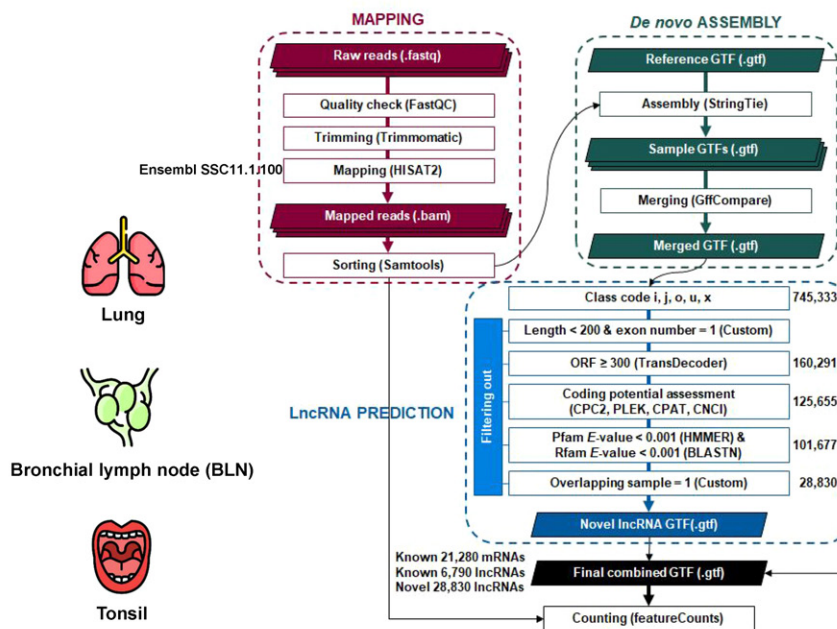 MAPPING
Raw reads (.fastq)
Quality check (FastQC)
Trimming (Trimmomatic)
Ensembl SSC11.1.100
Mapping (HISAT2)
Mapped reads (.bam)
Sorting (Samtools)
De novo ASSEMBLY
Reference GTF (.gtf)
Assembly (StringTie)
Sample GTFs (.gtf)
Merging (GffCompare)
Merged GTF (.gtf)
Lung
Bronchial lymph node (BLN)
Tonsil
LncRNA PREDICTION
Filtering out
Class code i, j, o, u, x
745,333
Length < 200 & exon number = 1 (Custom)
ORF ≥ 300 (TransDecoder)
160,291
Coding potential assessment
(CPC2, PLEK, CPAT, CNCI)
125,655
Pfam E-value < 0.001 (HMMER) &
Rfam E-value < 0.001 (BLASTN)
101,677
Overlapping sample = 1 (Custom)
28,830
Novel lncRNA GTF(.gtf)
Known 21,280 mRNAs
Known 6,790 lncRNAs
Novel 28,830 lncRNAs
Final combined GTF (.gtf)
Counting (featureCounts)